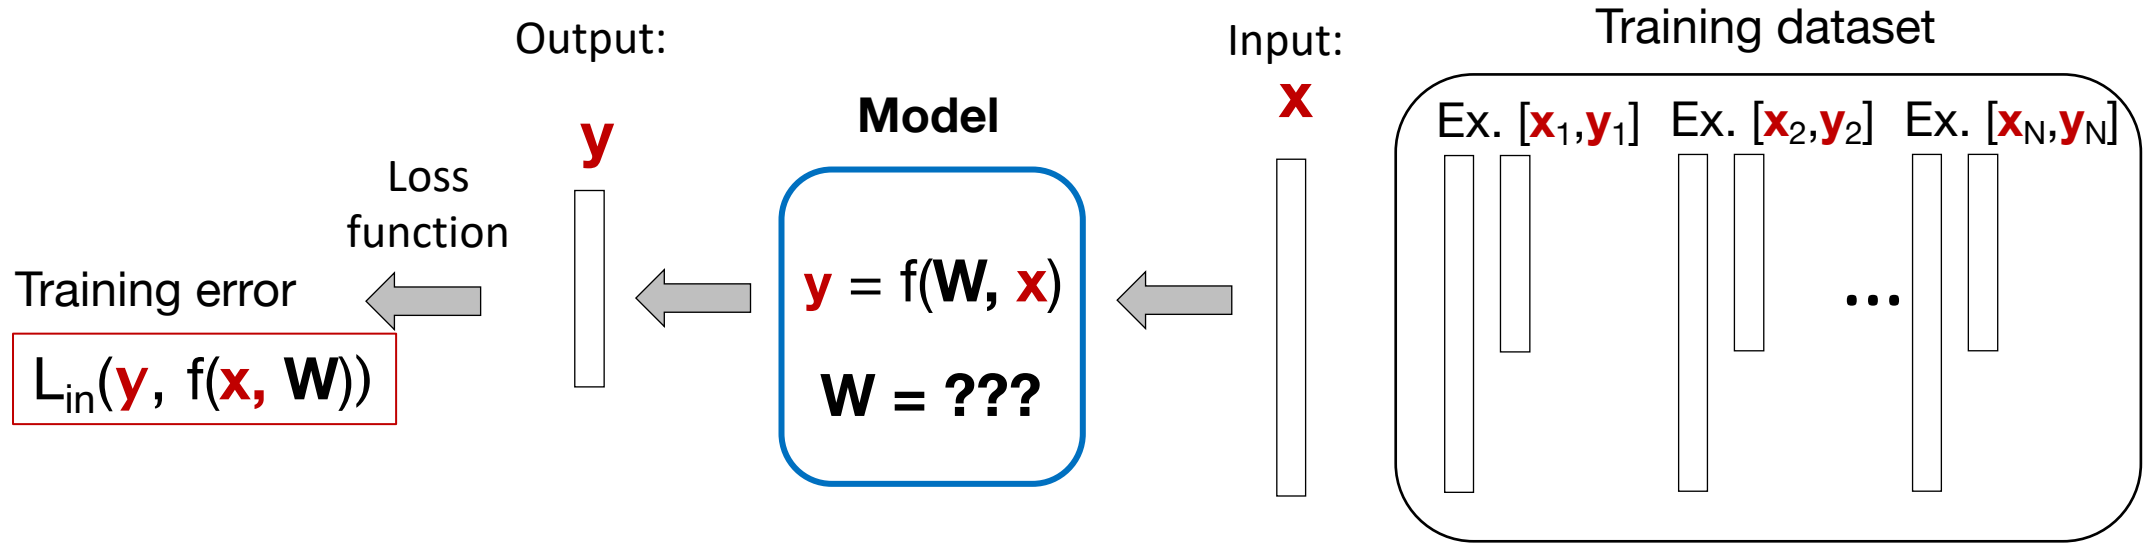 Output:
y
Loss
function
Training error
Lin(y, f(x, W))
Model
y = f(W, x)
W = ???
Input:
x
Training dataset
Ex. [x1,y1] Ex. [x2,y2] Ex. [xN,yN]
...